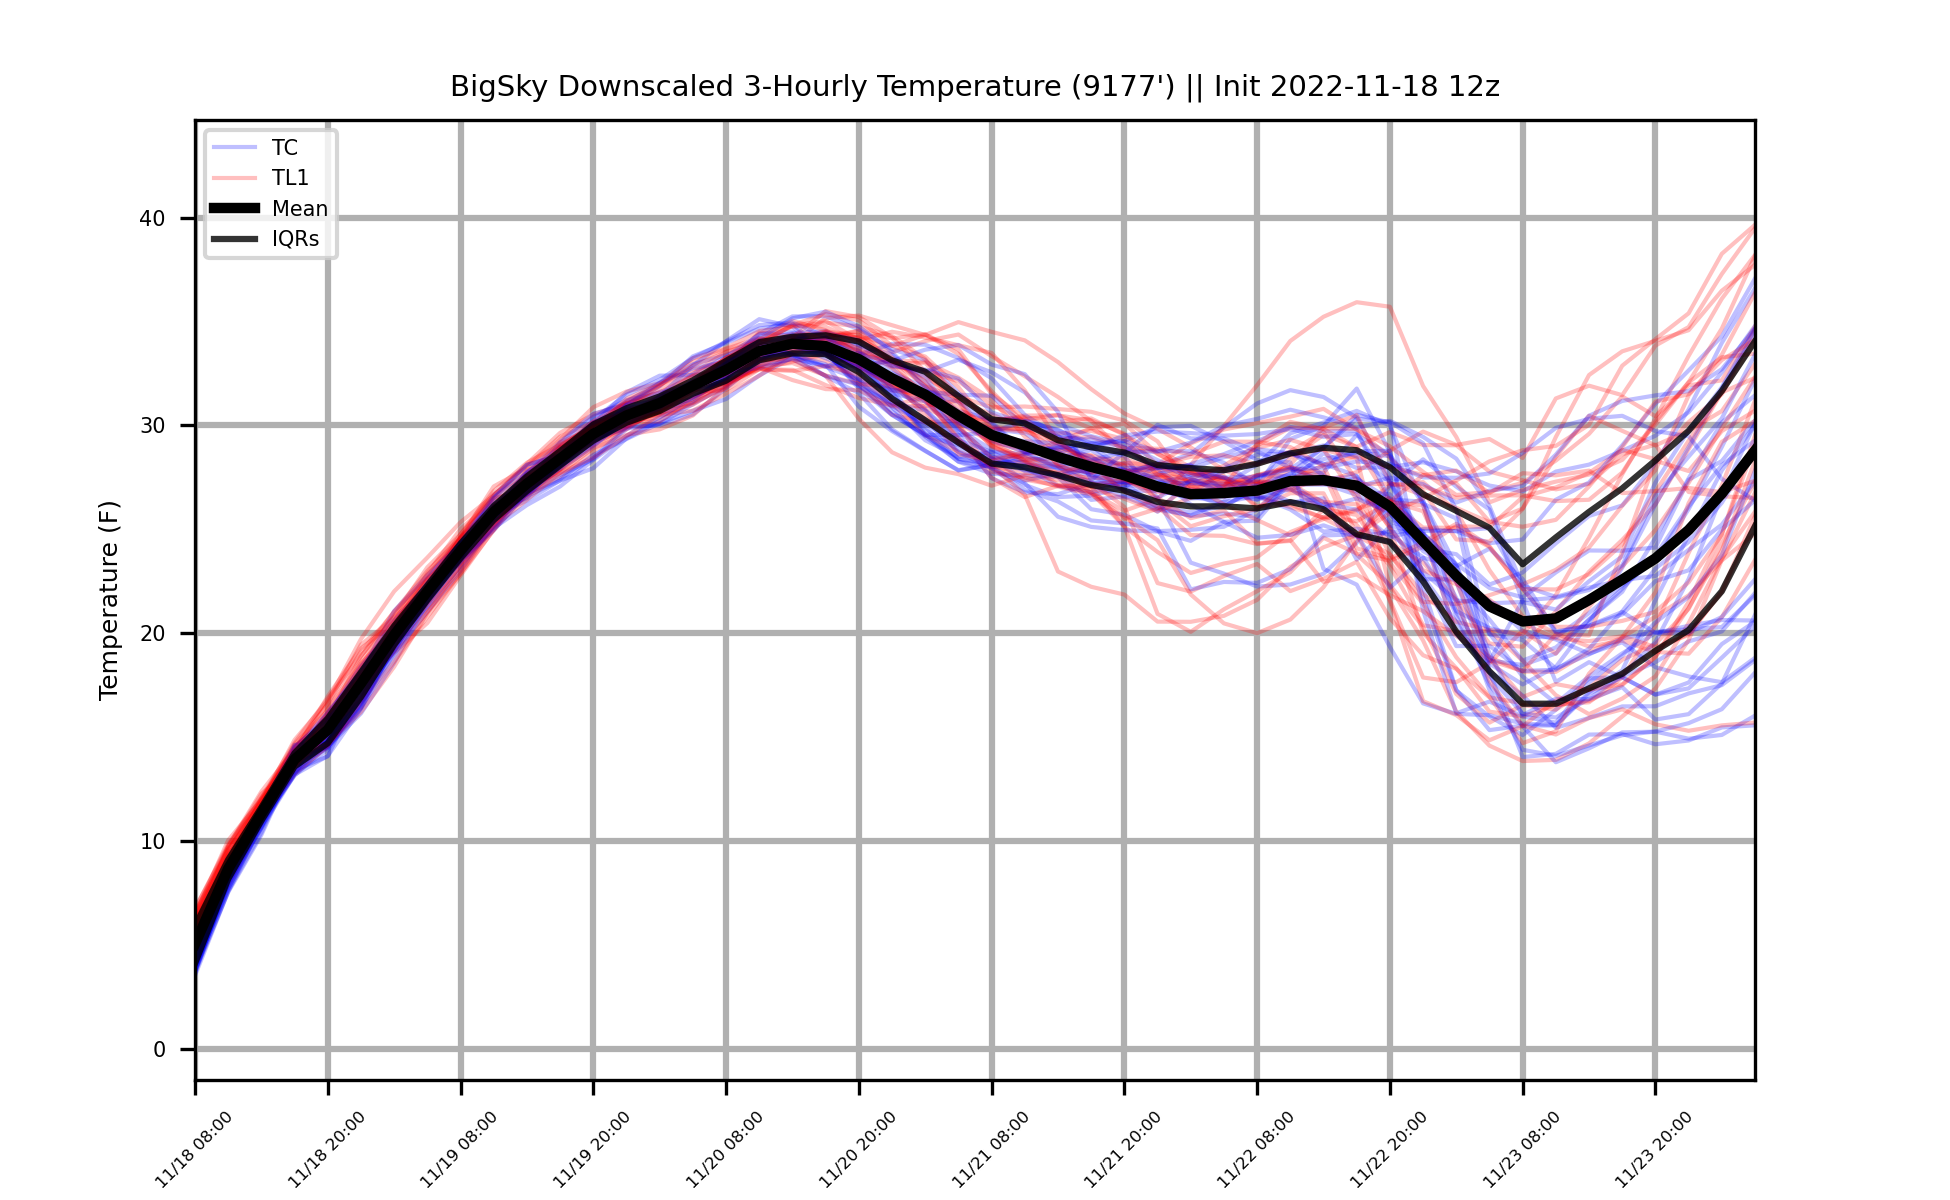 BigSky Downscaled 3-Hourly Temperature (9177') || Init 2022-11-18 12z
TC
TL1
Mean
IQRs
Temperature (F)
40
30
20
10
0
11/18 08:00
11/18 20:00
11/19 08:00
11/19 20:00
11/20 08:00
11/20 20:00
11/21 08:00
11/21 20:00
11/22 08:00
11/22 20:00
11/23 08:00
11/23 20:00